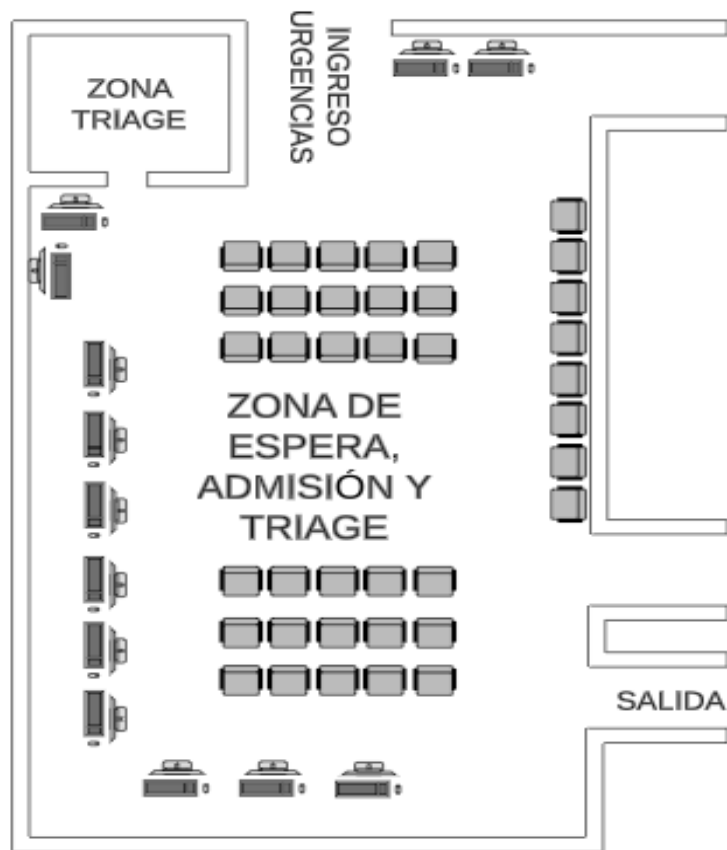 ZONA
TRIAGE
INGRESO
URGENCIAS
ZONA DE
ESPERA,
ADMISIÓN Y
TRIAGE
SALIDA